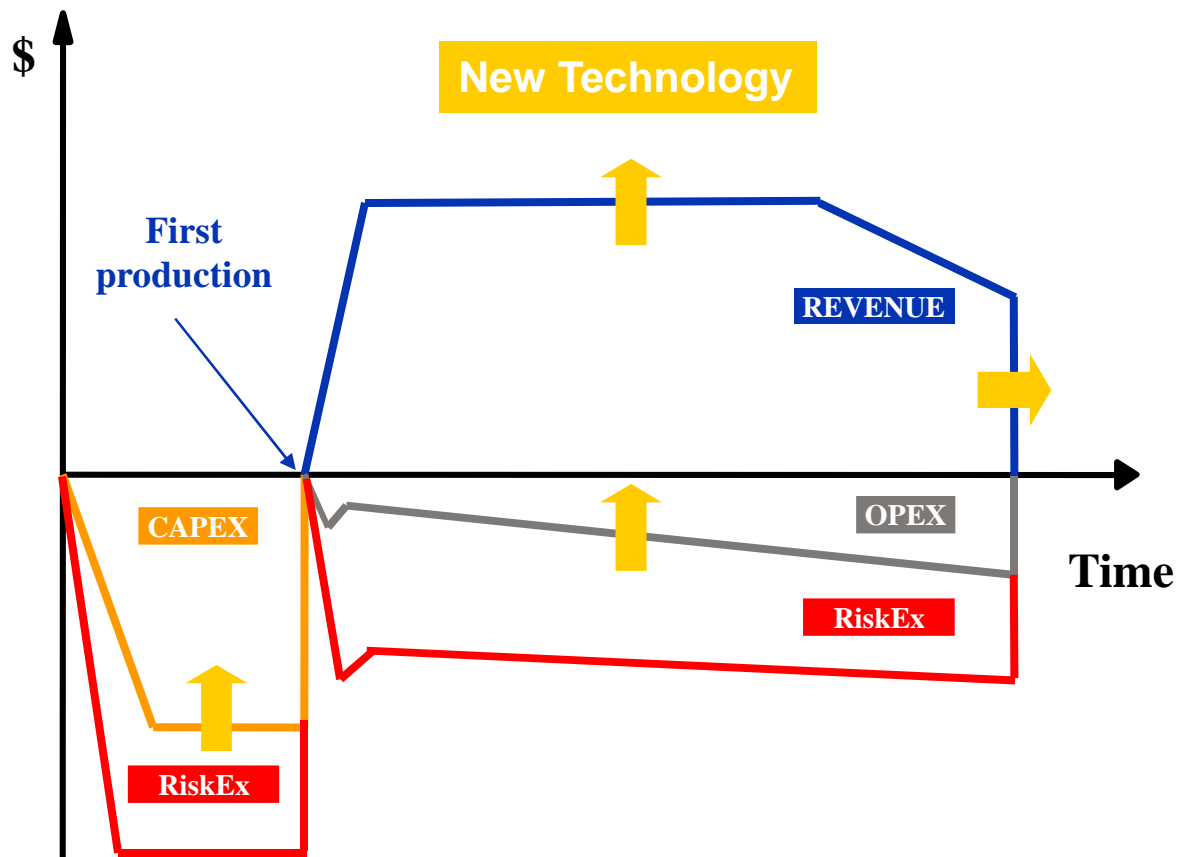 $
New Technology
First
production
REVENUE
CAPEX
OPEX
Time
RiskEx
RiskEx